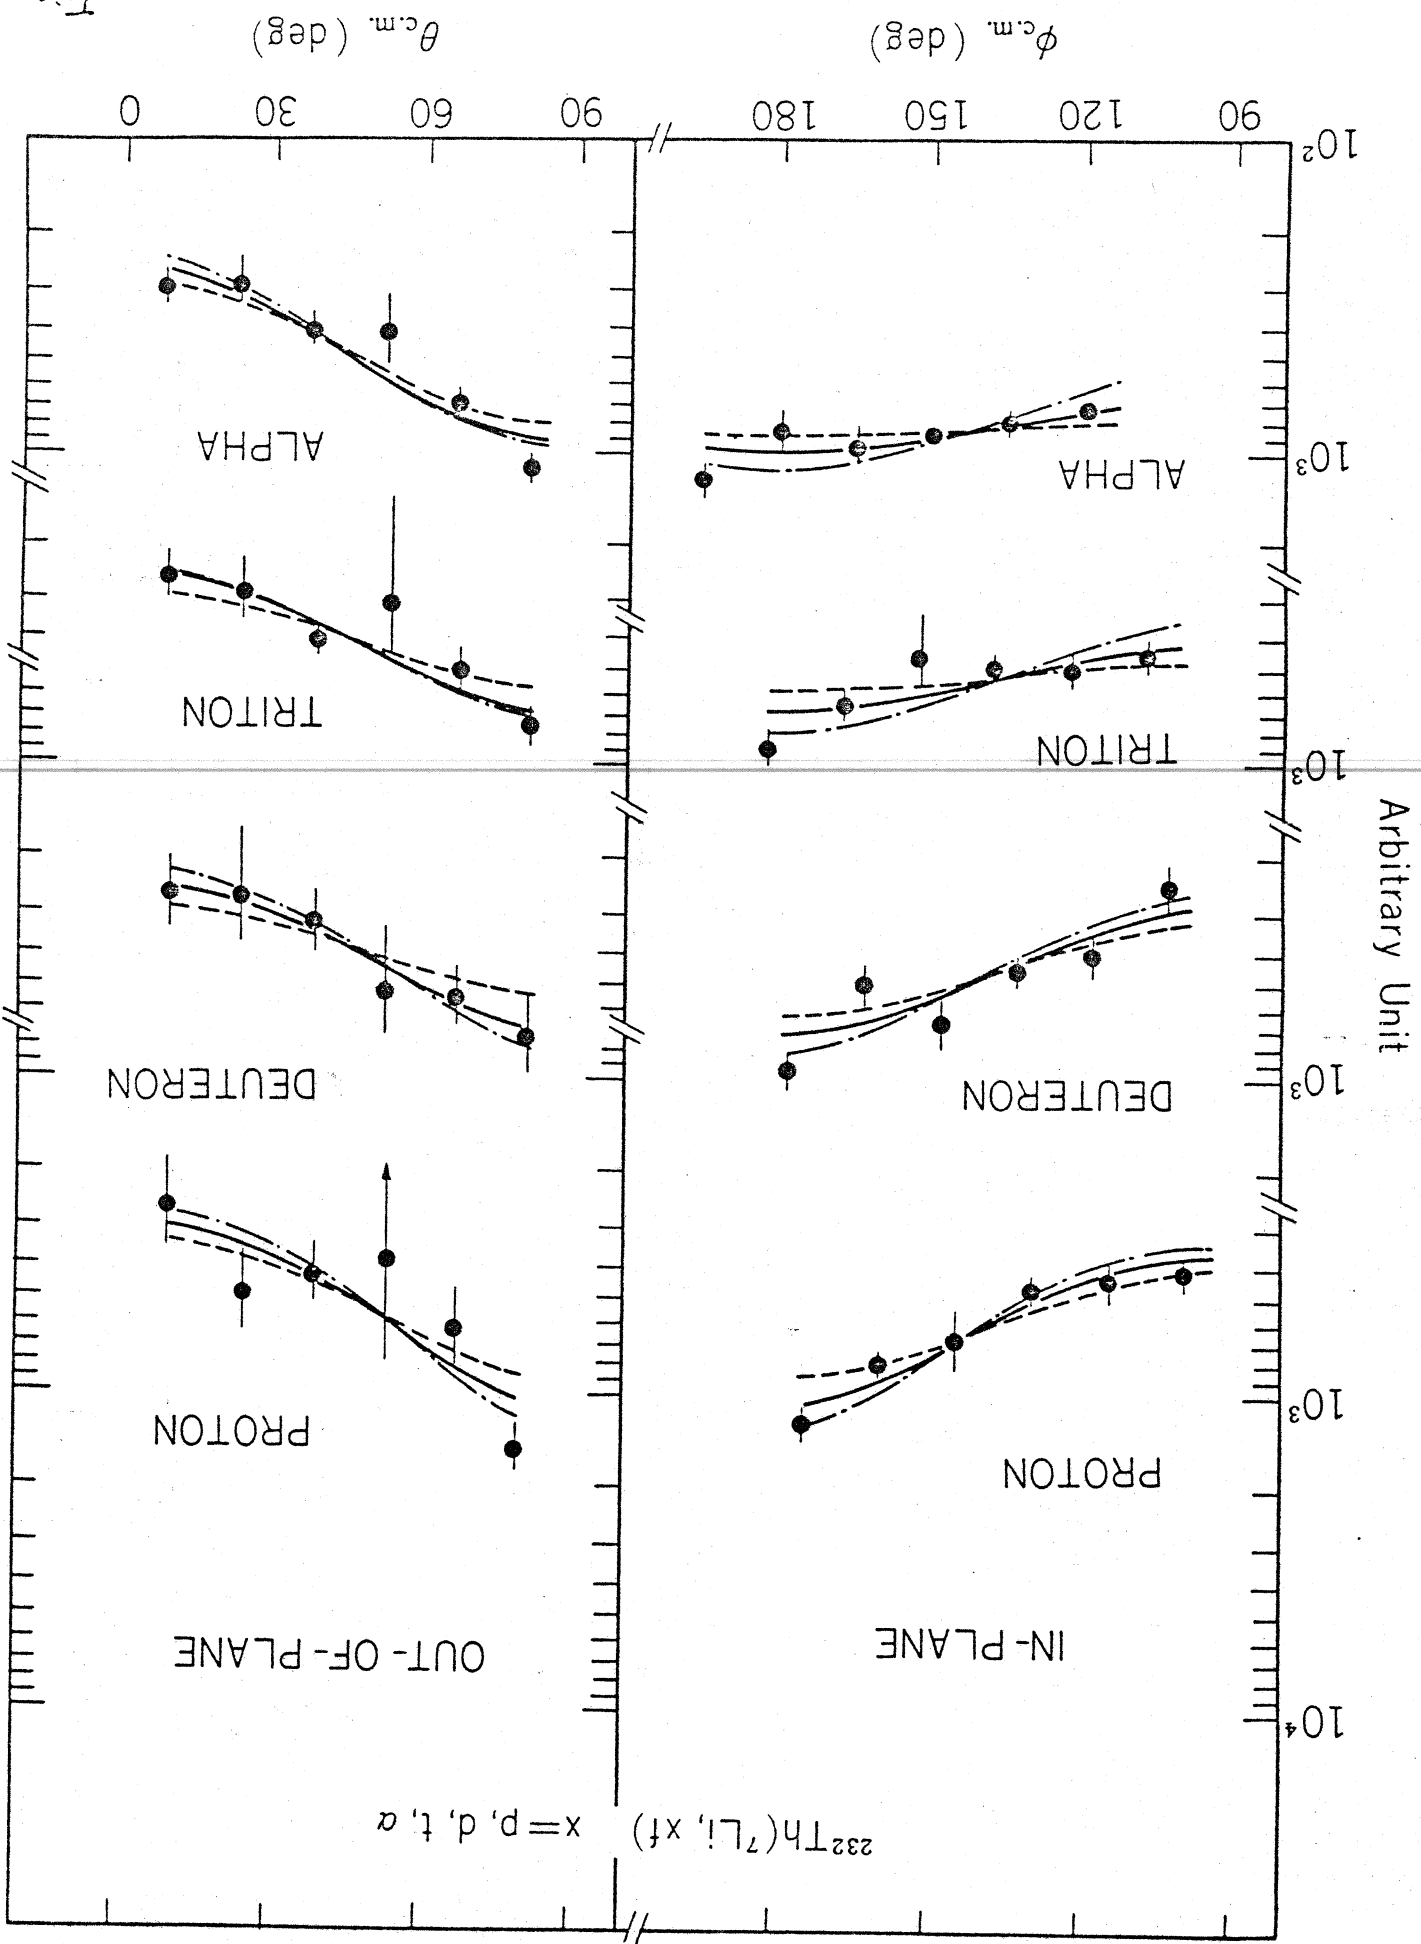 ²³²Th(⁷Li, xf) x=p, d, t, α
10⁴
IN-PLANE
OUT-OF-PLANE
PROTON
PROTON
10³
DEUTERON
DEUTERON
10³
Arbitrary Unit
TRITON
TRITON
10³
ALPHA
ALPHA
10³
10²
90 120 150 180
90 60 30 0
φc.m. (deg)
θc.m. (deg)